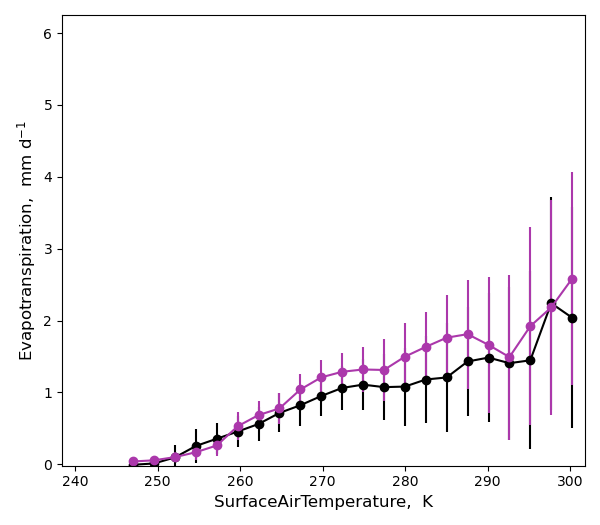 6
5
4
3
2
1
0
Evapotranspiration,  mm d⁻¹
240 250 260 270 280 290 300
SurfaceAirTemperature,  K